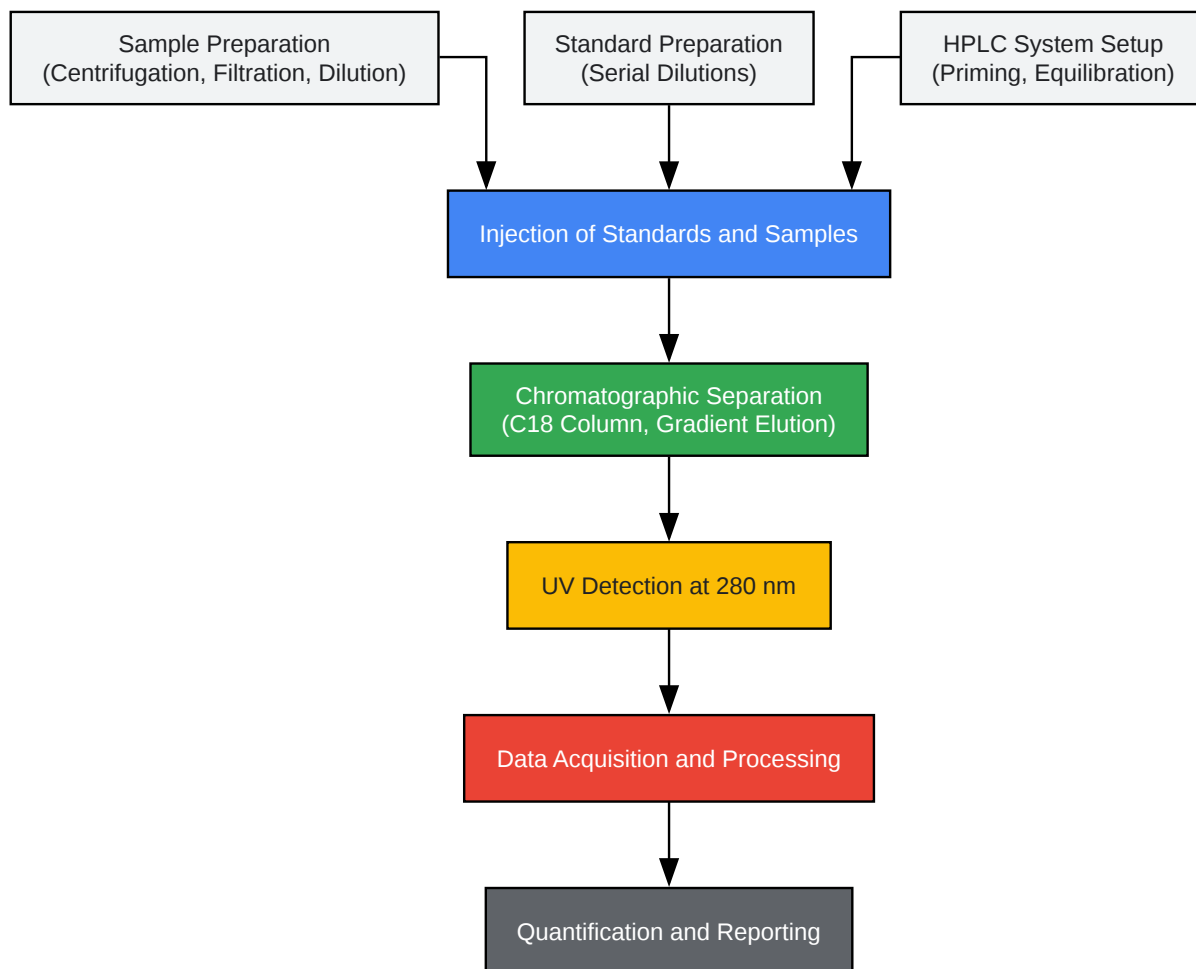 Sample Preparation
(Centrifugation, Filtration, Dilution)
Standard Preparation
(Serial Dilutions)
HPLC System Setup
(Priming, Equilibration)
Injection of Standards and Samples
Chromatographic Separation
(C18 Column, Gradient Elution)
UV Detection at 280 nm
Data Acquisition and Processing
Quantification and Reporting